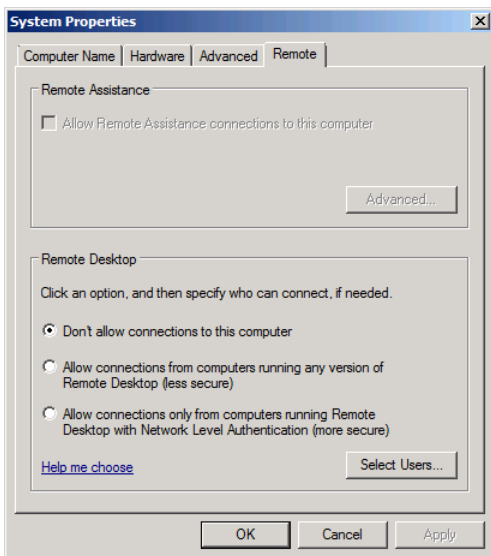 System Properties
Computer Name Hardware Advanced Remote
Remote Assistance
Allow Remote Assistance connections to this computer
Advanced...
Remote Desktop
Click an option, and then specify who can connect, if needed.
Don't allow connections to this computer
Allow connections from computers running any version of
Remote Desktop (less secure)
Allow connections only from computers running Remote
Desktop with Network Level Authentication (more secure)
Help me choose
Select Users...
OK Cancel Apply